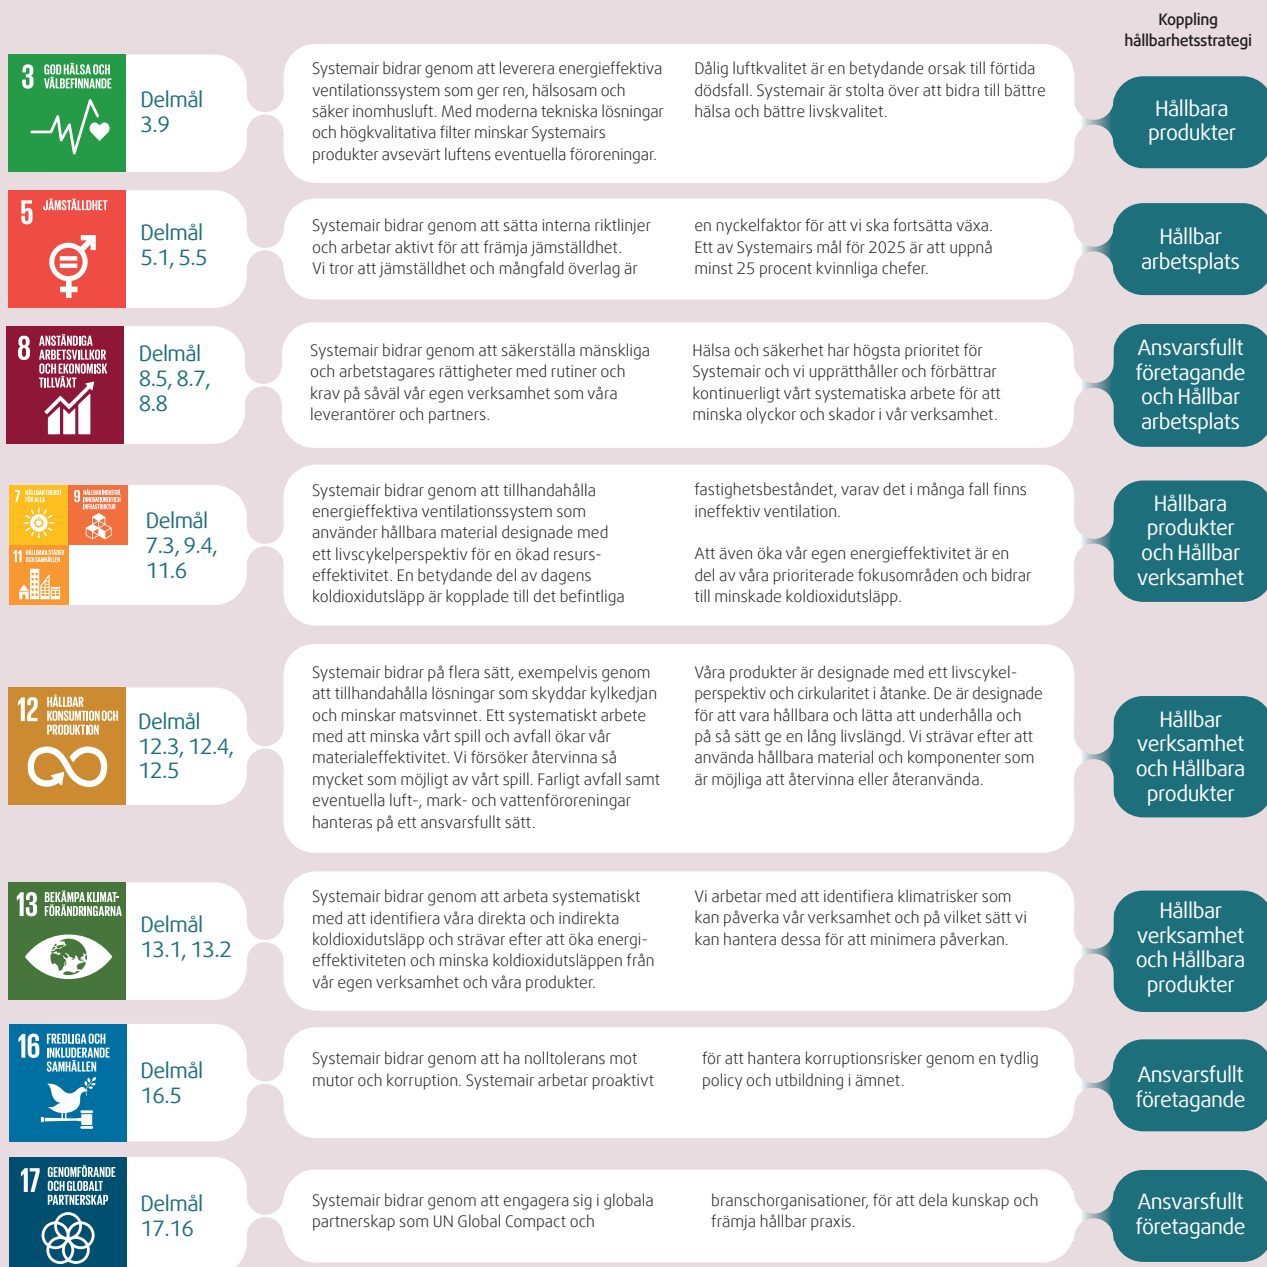 Koppling
hållbarhetsstrategi
3 GOD HÄLSA OCH
VÄLBEFINNANDE
Delmål
3.9
Systemair bidrar genom att leverera energieffektiva
ventilationssystem som ger ren, hälsosam och
säker inomhusluft. Med moderna tekniska lösningar
och högkvalitativa filter minskar Systemairs
produkter avsevärt luftens eventuella föroreningar.
Dålig luftkvalitet är en betydande orsak till förtida
dödsfall. Systemair är stolta över att bidra till bättre
hälsa och bättre livskvalitet.
Hållbara
produkter
5 JÄMSTÄLLDHET
Delmål
5.1, 5.5
Systemair bidrar genom att sätta interna riktlinjer
och arbetar aktivt för att främja jämställdhet.
Vi tror att jämställdhet och mångfald överlag är
en nyckelfaktor för att vi ska fortsätta växa.
Ett av Systemairs mål för 2025 är att uppnå
minst 25 procent kvinnliga chefer.
Hållbar
arbetsplats
8 ANSTÄNDIGA
ARBETSVILLKOR
OCH EKONOMISK
TILLVÄXT
Delmål
8.5, 8.7,
8.8
Systemair bidrar genom att säkerställa mänskliga
och arbetstagares rättigheter med rutiner och
krav på såväl vår egen verksamhet som våra
leverantörer och partners.
Hälsa och säkerhet har högsta prioritet för
Systemair och vi upprätthåller och förbättrar
kontinuerligt vårt systematiska arbete för att
minska olyckor och skador i vår verksamhet.
Ansvarsfullt
företagande
och Hållbar
arbetsplats
7 HÅLLBAR ENERGI
FÖR ALLA
9 HÅLLBAR INDUSTRI,
INNOVATIONER OCH
INFRASTRUKTUR
11 HÅLLBARA STÄDER
OCH SAMHÄLLEN
Delmål
7.3, 9.4,
11.6
Systemair bidrar genom att tillhandahålla
energieffektiva ventilationssystem som
använder hållbara material designade med
ett livscykelperspektiv för en ökad resurs-
effektivitet. En betydande del av dagens
koldioxidutsläpp är kopplade till det befintliga
fastighetsbeståndet, varav det i många fall finns
ineffektiv ventilation.
Att även öka vår egen energieffektivitet är en
del av våra prioriterade fokusområden och bidrar
till minskade koldioxidutsläpp.
Hållbara
produkter
och Hållbar
verksamhet
12 HÅLLBAR
KONSUMTION OCH
PRODUKTION
Delmål
12.3, 12.4,
12.5
Systemair bidrar på flera sätt, exempelvis genom
att tillhandahålla lösningar som skyddar kylkedjan
och minskar matsvinnet. Ett systematiskt arbete
med att minska vårt spill och avfall ökar vår
materialeffektivitet. Vi försöker återvinna så
mycket som möjligt av vårt spill. Farligt avfall samt
eventuella luft-, mark- och vattenföroreningar
hanteras på ett ansvarsfullt sätt.
Våra produkter är designade med ett livscykel-
perspektiv och cirkularitet i åtanke. De är designade
för att vara hållbara och lätta att underhålla och
på så sätt ge en lång livslängd. Vi strävar efter att
använda hållbara material och komponenter som
är möjliga att återvinna eller återanvända.
Hållbar
verksamhet
och Hållbara
produkter
13 BEKÄMPA KLIMAT-
FÖRÄNDRINGARNA
Delmål
13.1, 13.2
Systemair bidrar genom att arbeta systematiskt
med att identifiera våra direkta och indirekta
koldioxidutsläpp och strävar efter att öka energi-
effektiviteten och minska koldioxidutsläppen från
vår egen verksamhet och våra produkter.
Vi arbetar med att identifiera klimatrisker som
kan påverka vår verksamhet och på vilket sätt vi
kan hantera dessa för att minimera påverkan.
Hållbar
verksamhet
och Hållbara
produkter
16 FREDLIGA OCH
INKLUDERANDE
SAMHÄLLEN
Delmål
16.5
Systemair bidrar genom att ha nolltolerans mot
mutor och korruption. Systemair arbetar proaktivt
för att hantera korruptionsrisker genom en tydlig
policy och utbildning i ämnet.
Ansvarsfullt
företagande
17 GENOMFÖRANDE
OCH GLOBALT
PARTNERSKAP
Delmål
17.16
Systemair bidrar genom att engagera sig i globala
partnerskap som UN Global Compact och
branschorganisationer, för att dela kunskap och
främja hållbar praxis.
Ansvarsfullt
företagande